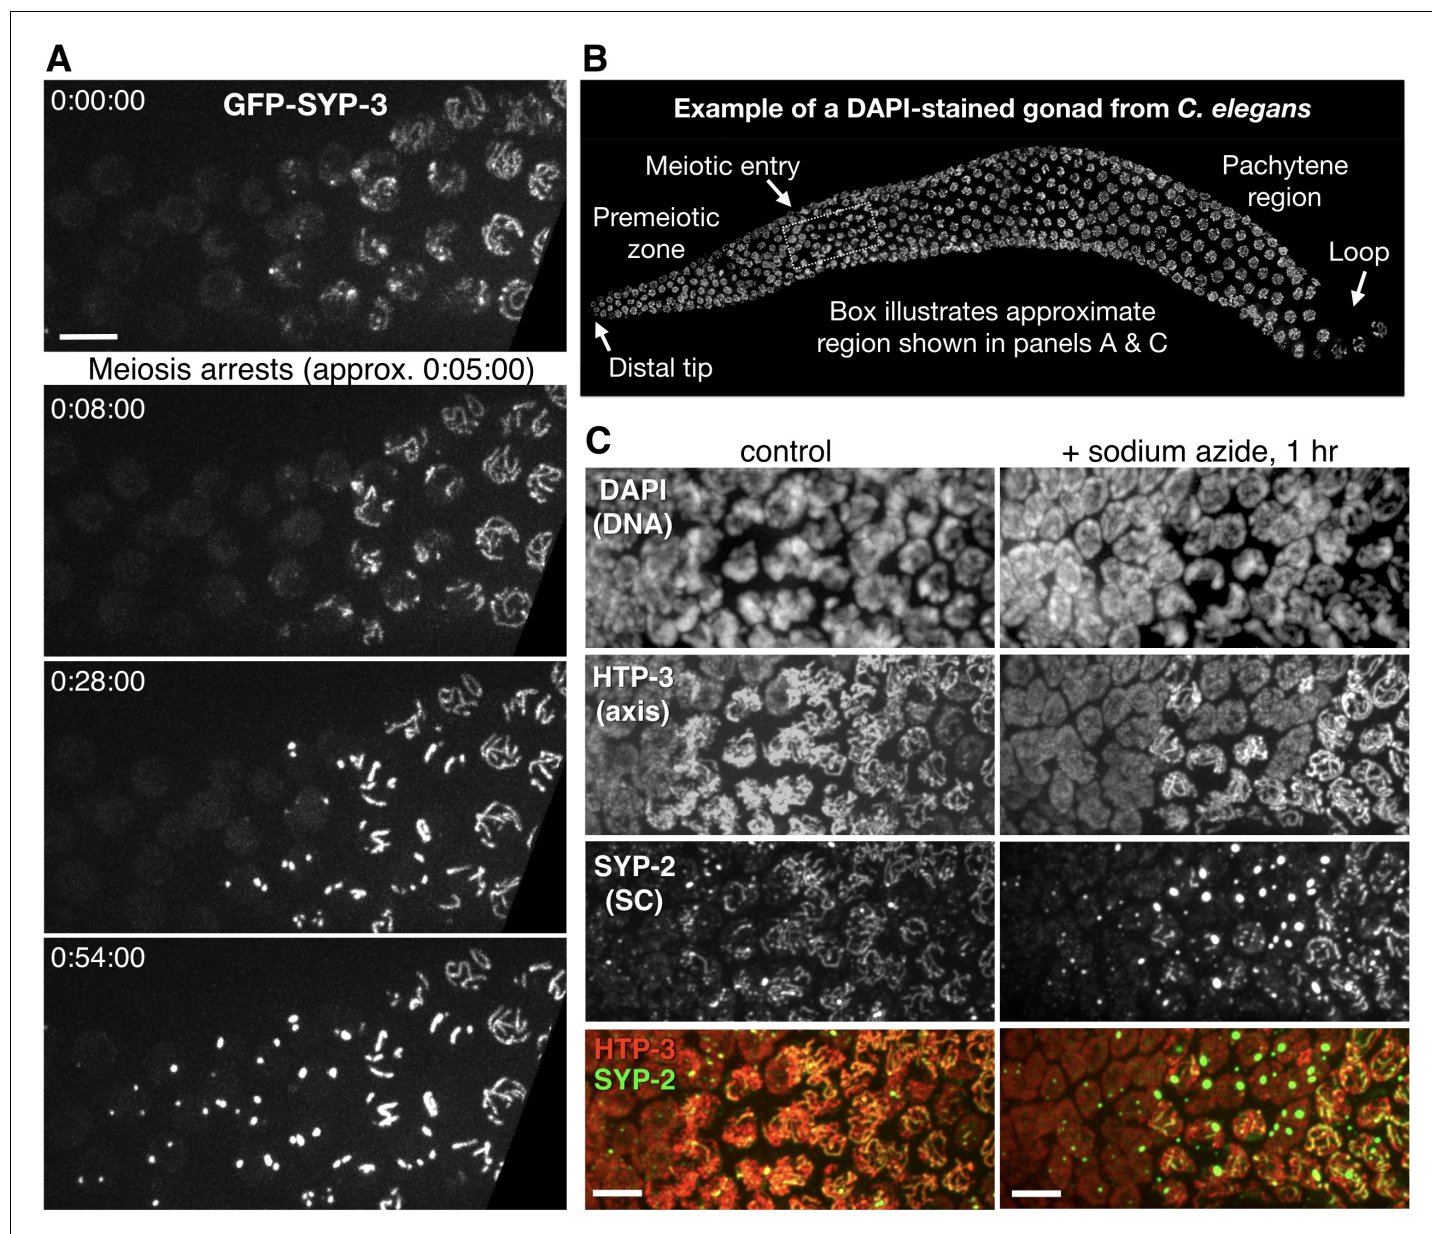 A
0:00:00
GFP-SYP-3
Meiosis arrests (approx. 0:05:00)
0:08:00
0:28:00
0:54:00
B
Example of a DAPI-stained gonad from C. elegans
Meiotic entry
Premeiotic
zone
Pachytene
region
Loop
Box illustrates approximate
region shown in panels A & C
Distal tip
C
control
+ sodium azide, 1 hr
DAPI
(DNA)
HTP-3
(axis)
SYP-2
(SC)
HTP-3
SYP-2